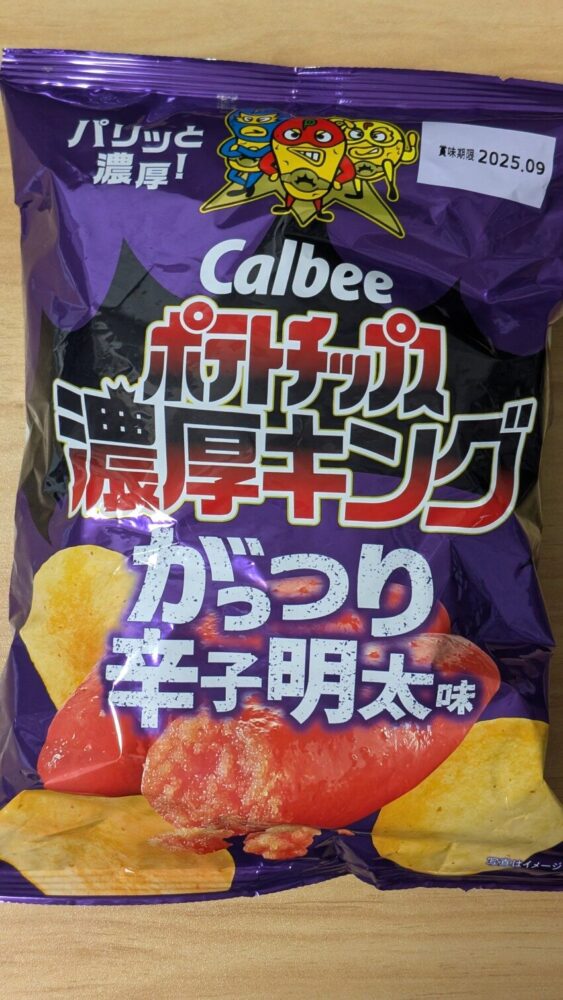 パリッと
濃厚!
賞味期限 2025.09
Calbee
ポテトチップス
濃厚キング
がっつり
辛子明太味
写真はイメージ